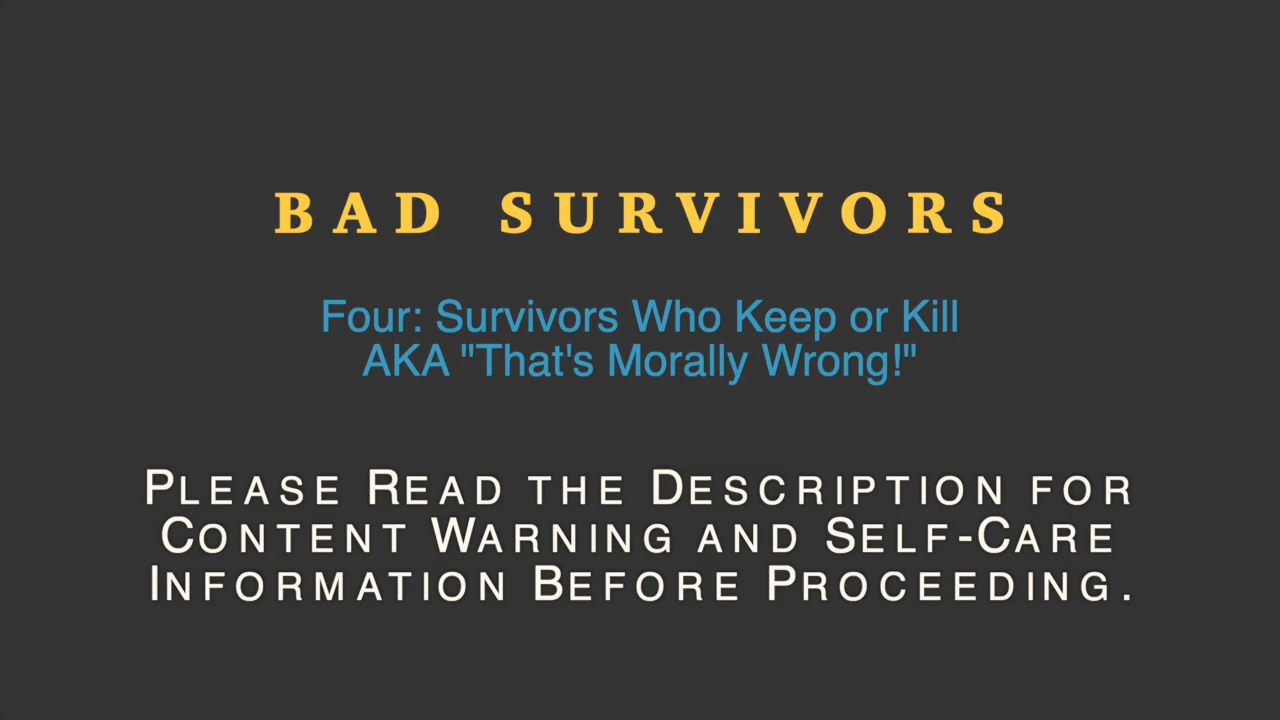 BAD SURVIVORS
Four: Survivors Who Keep or Kill
AKA "That's Morally Wrong!"
PLEASE READ THE DESCRIPTION FOR
CONTENT WARNING AND SELF-CARE
INFORMATION BEFORE PROCEEDING.